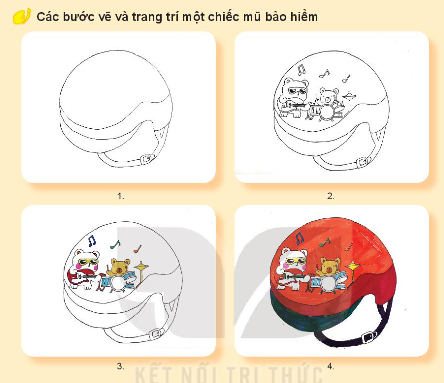 Các bước vẽ và trang trí một chiếc mũ bảo hiểm
1.
2.
3.
4.
KẾT NỐI TRI THỨC